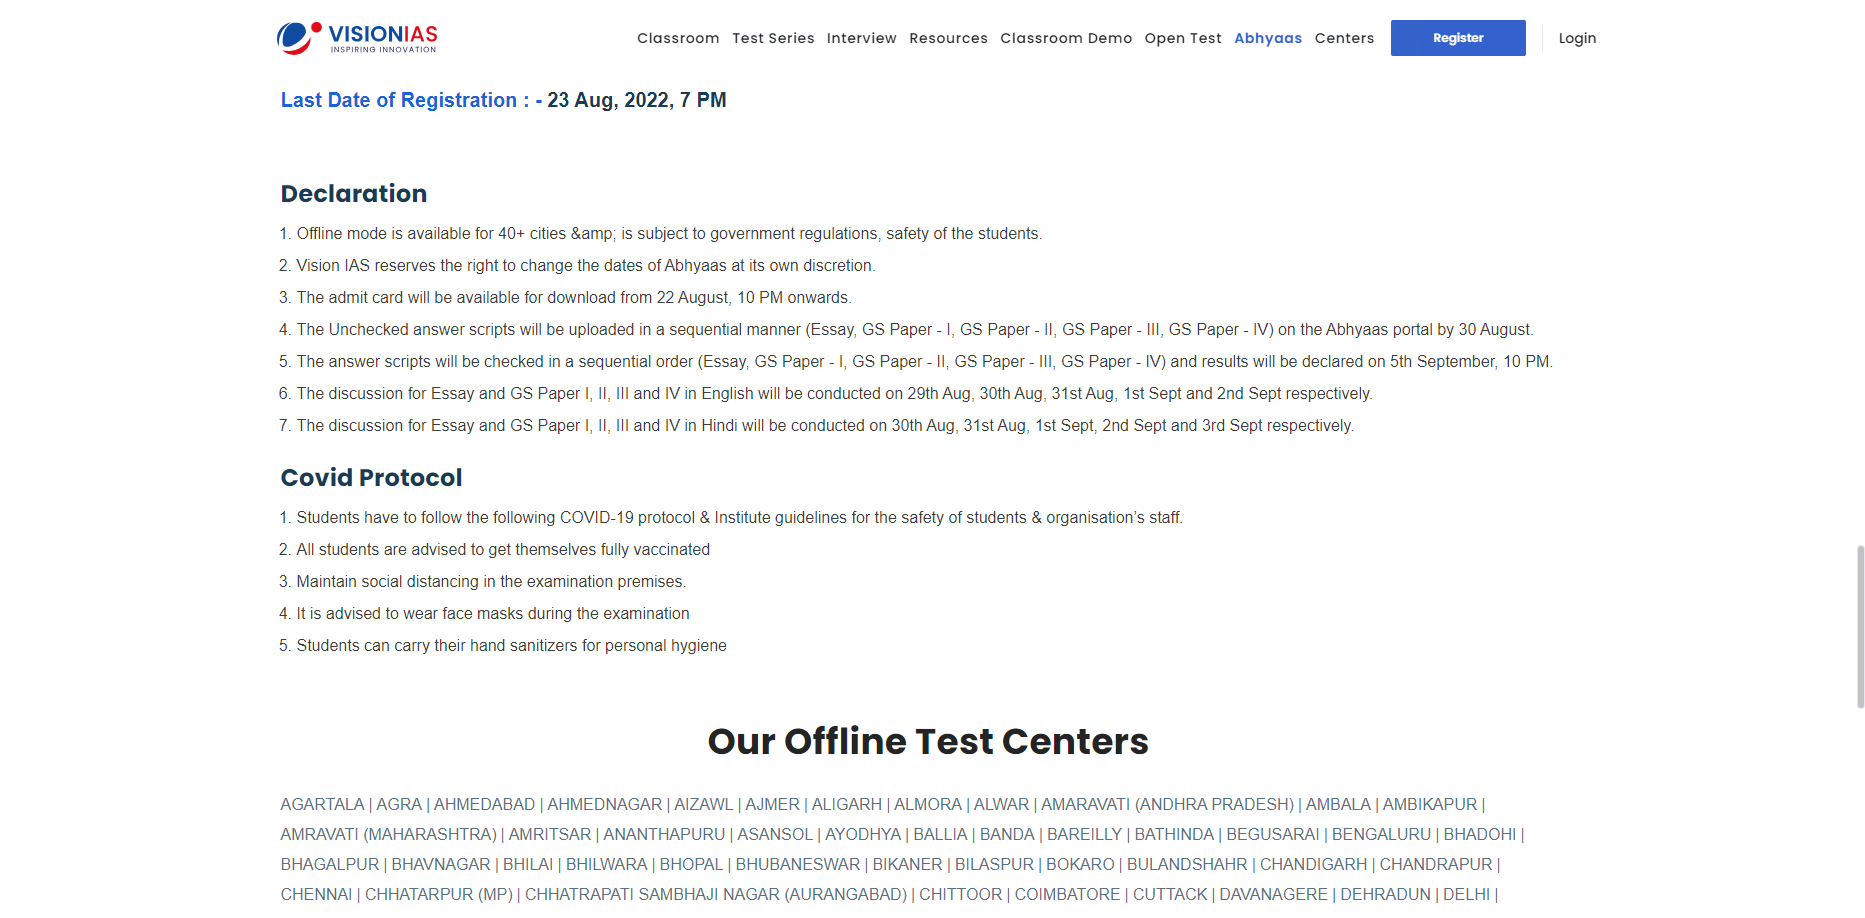 VISIONIAS
INSPIRING INNOVATION
Classroom Test Series Interview Resources Classroom Demo Open Test Abhyaas Centers Register Login
Last Date of Registration : - 23 Aug, 2022, 7 PM
Declaration
1. Offline mode is available for 40+ cities &amp; is subject to government regulations, safety of the students.
2. Vision IAS reserves the right to change the dates of Abhyaas at its own discretion.
3. The admit card will be available for download from 22 August, 10 PM onwards.
4. The Unchecked answer scripts will be uploaded in a sequential manner (Essay, GS Paper - I, GS Paper - II, GS Paper - III, GS Paper - IV) on the Abhyaas portal by 30 August.
5. The answer scripts will be checked in a sequential order (Essay, GS Paper - I, GS Paper - II, GS Paper - III, GS Paper - IV) and results will be declared on 5th September, 10 PM.
6. The discussion for Essay and GS Paper I, II, III and IV in English will be conducted on 29th Aug, 30th Aug, 31st Aug, 1st Sept and 2nd Sept respectively.
7. The discussion for Essay and GS Paper I, II, III and IV in Hindi will be conducted on 30th Aug, 31st Aug, 1st Sept, 2nd Sept and 3rd Sept respectively.
Covid Protocol
1. Students have to follow the following COVID-19 protocol & Institute guidelines for the safety of students & organisation’s staff.
2. All students are advised to get themselves fully vaccinated
3. Maintain social distancing in the examination premises.
4. It is advised to wear face masks during the examination
5. Students can carry their hand sanitizers for personal hygiene
Our Offline Test Centers
AGARTALA | AGRA | AHMEDABAD | AHMEDNAGAR | AIZAWL | AJMER | ALIGARH | ALMORA | ALWAR | AMARAVATI (ANDHRA PRADESH) | AMBALA | AMBIKAPUR |
AMRAVATI (MAHARASHTRA) | AMRITSAR | ANANTHAPURU | ASANSOL | AYODHYA | BALLIA | BANDA | BAREILLY | BATHINDA | BEGUSARAI | BENGALURU | BHADOHI |
BHAGALPUR | BHAVNAGAR | BHILAI | BHILWARA | BHOPAL | BHUBANESWAR | BIKANER | BILASPUR | BOKARO | BULANDSHAHR | CHANDIGARH | CHANDRAPUR |
CHENNAI | CHHATARPUR (MP) | CHHATRAPATI SAMBHAJI NAGAR (AURANGABAD) | CHITTOOR | COIMBATORE | CUTTACK | DAVANAGERE | DEHRADUN | DELHI |